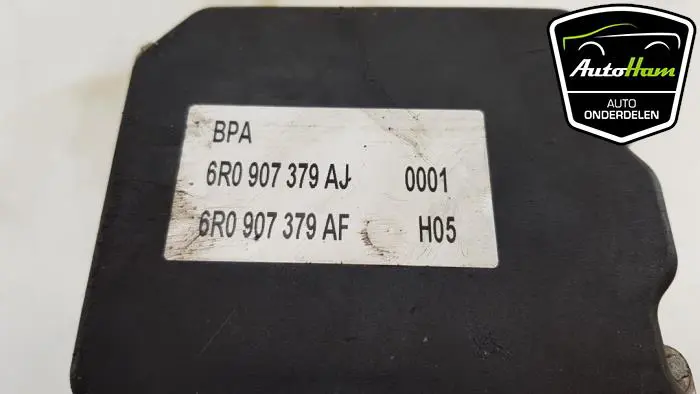 BPA
6R0 907 379 AJ 0001
6R0 907 379 AF H05
AutoHam
AUTO
ONDERDELEN